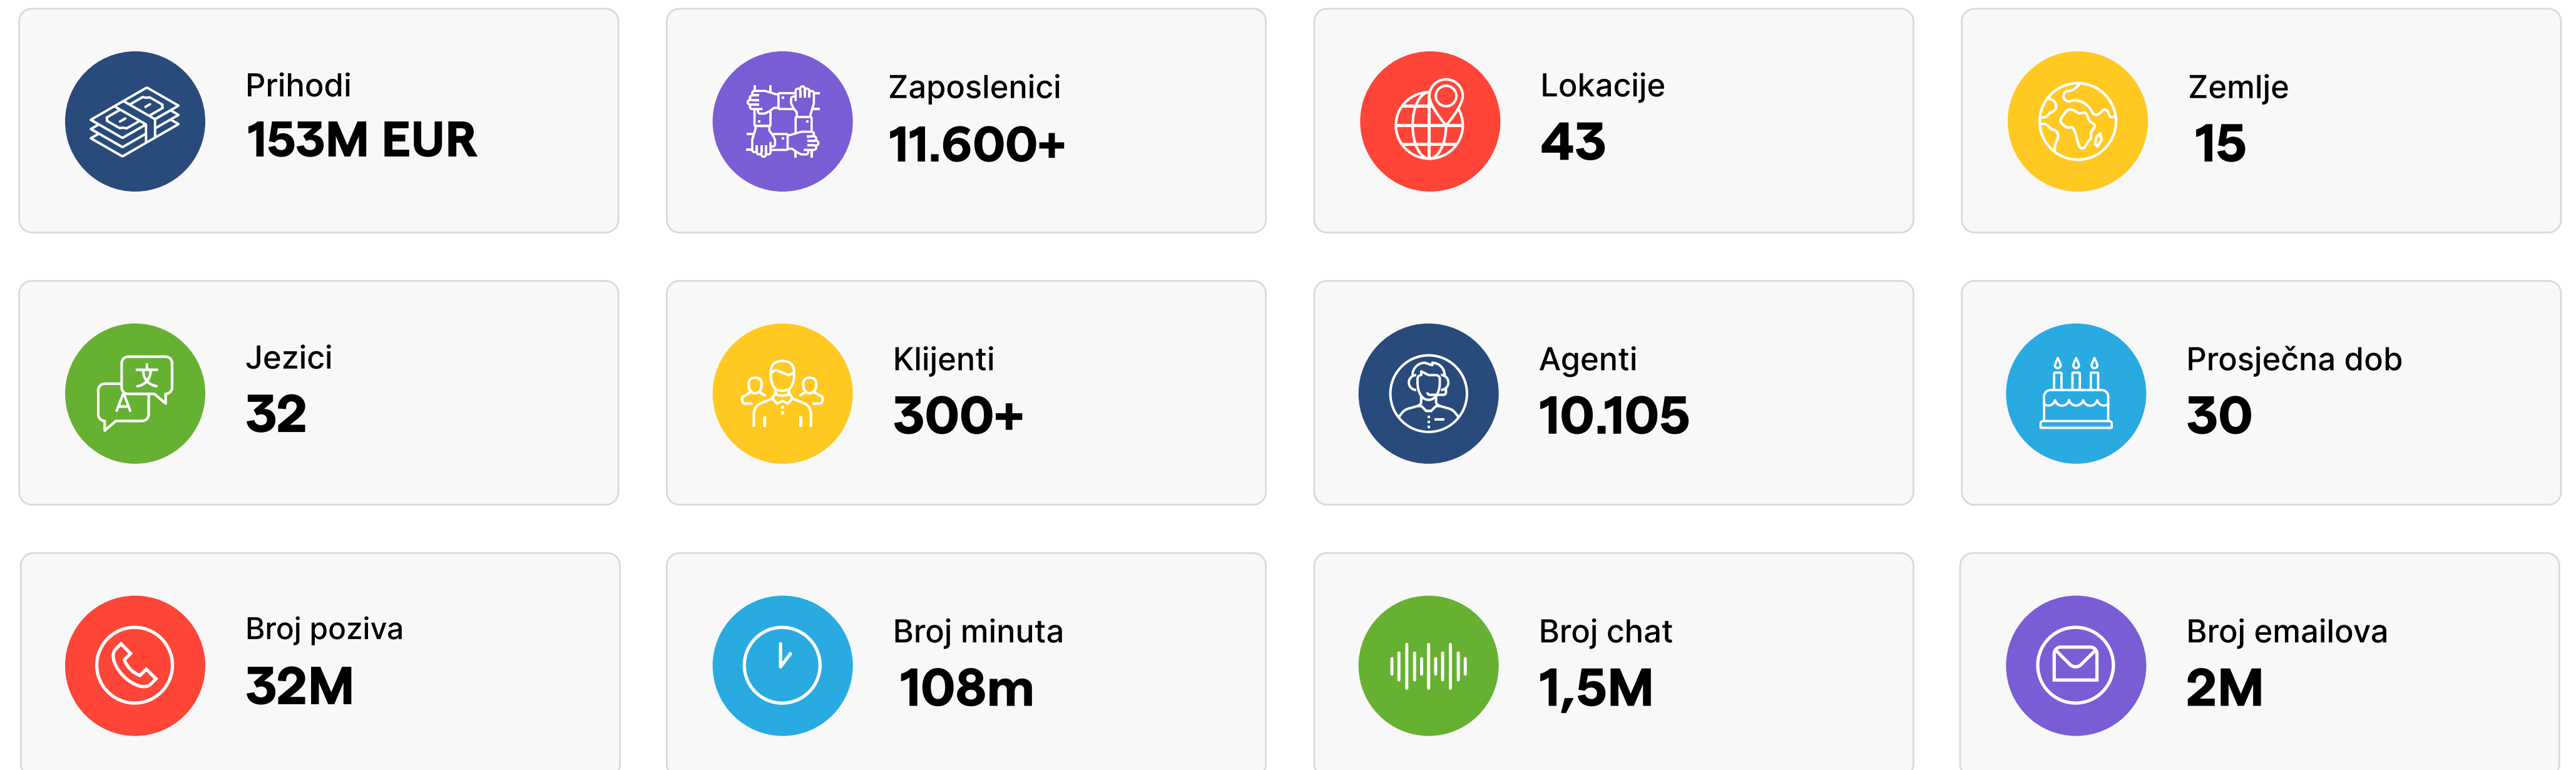 Prihodi
153M EUR
Zaposlenici
11.600+
Lokacije
43
Zemlje
15
Jezici
32
文
A
Klijenti
300+
Agenti
10.105
Prosječna dob
30
Broj poziva
32M
Broj minuta
108m
Broj chat
1,5M
Broj emailova
2M